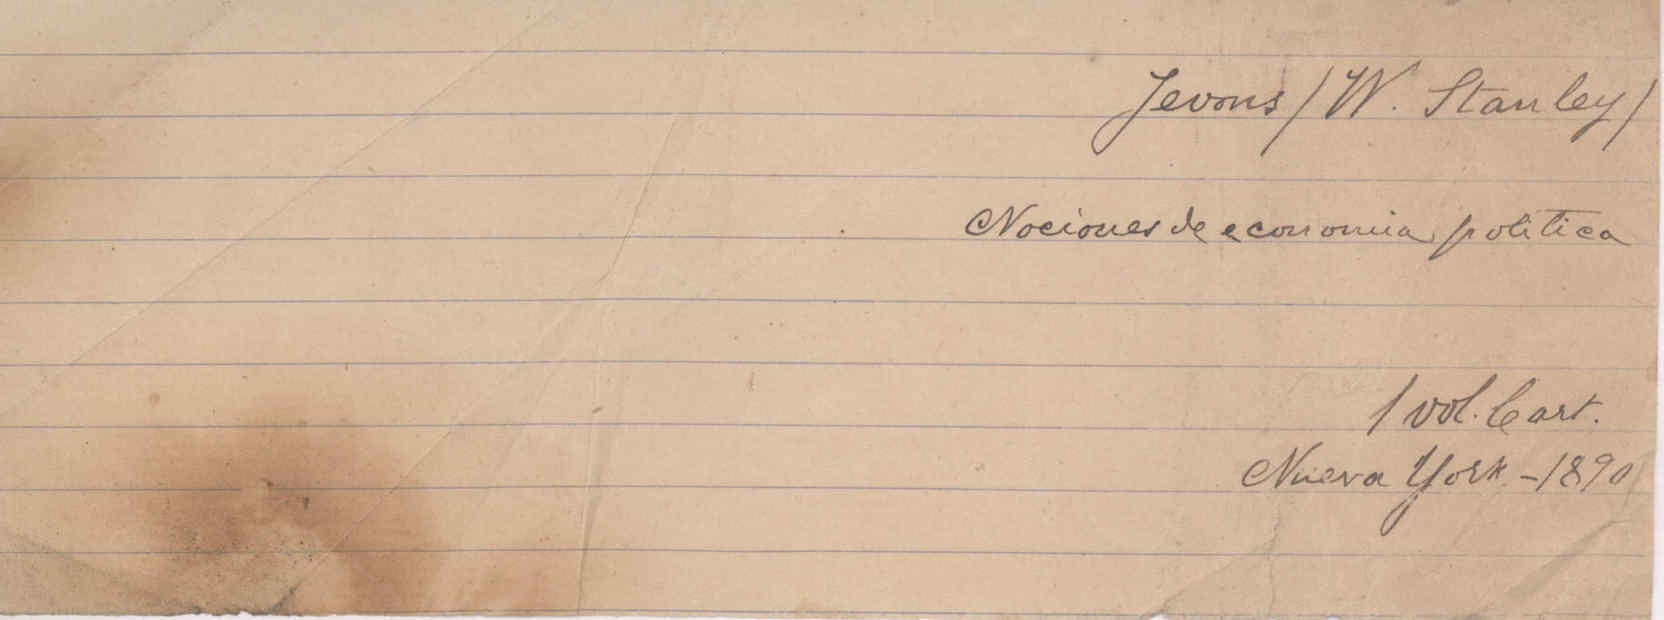 Jevons / W. Stanley /
Nociones de economia politica
1 vol. Cart.
Nueva York - 1890